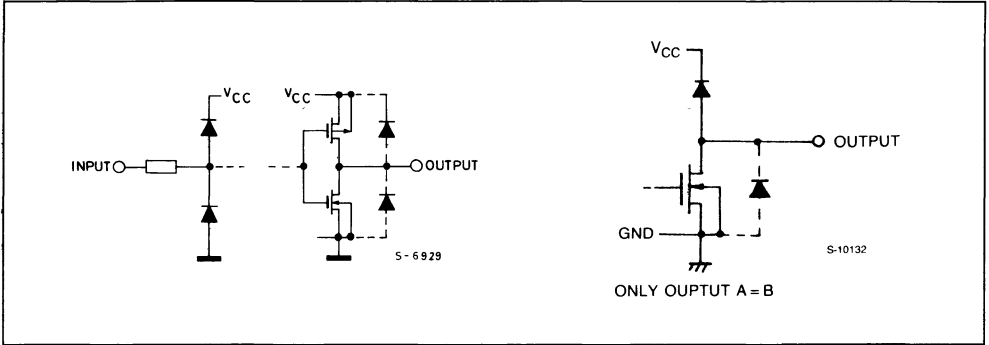 VCC
VCC
INPUT
OUTPUT
S-6929
VCC
OUTPUT
GND
S-10132
ONLY OUPTUT A = B